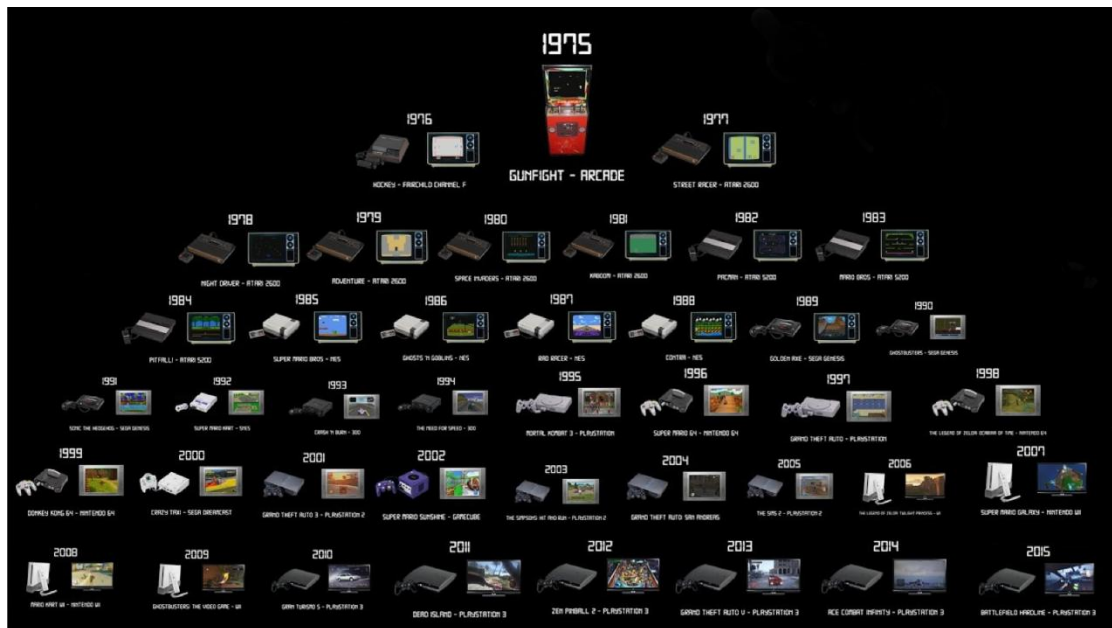 1975
GUNFIGHT - ARCADE
1976
HOCKEY - FAIRCHILD CHANNEL F
1977
STREET RACER - ATARI 2600
1978
NIGHT DRIVER - ATARI 2600
1979
ADVENTURE - ATARI 2600
1980
SPACE INVADERS - ATARI 2600
1981
KABOOM - ATARI 2600
1982
PACMAN - ATARI 5200
1983
MARIO BROS - ATARI 5200
1984
PITFALL! - ATARI 5200
1985
SUPER MARIO BROS - NES
1986
GHOSTS 'N GOBLINS - NES
1987
RAD RACER - NES
1988
CONTRA - NES
1989
GOLDEN AXE - SEGA GENESIS
1990
GHOSTBUSTERS - SEGA GENESIS
1991
SONIC THE HEDGEHOG - SEGA GENESIS
1992
SUPER MARIO KART - SNES
1993
CRASH 'N BURN - 3DO
1994
THE NEED FOR SPEED - 3DO
1995
MORTAL KOMBAT 3 - PLAYSTATION
1996
SUPER MARIO 64 - NINTENDO 64
1997
GRAND THEFT AUTO - PLAYSTATION
1998
THE LEGEND OF ZELDA OCARINA OF TIME - NINTENDO 64
1999
DONKEY KONG 64 - NINTENDO 64
2000
CRAZY TAXI - SEGA DREAMCAST
2001
GRAND THEFT AUTO 3 - PLAYSTATION 2
2002
SUPER MARIO SUNSHINE - GAMECUBE
2003
THE SIMPSONS: HIT AND RUN - PLAYSTATION 2
2004
GRAND THEFT AUTO: SAN ANDREAS
2005
THE SIMS 2 - PLAYSTATION 2
2006
THE LEGEND OF ZELDA TWILIGHT PRINCESS - WII
2007
SUPER MARIO GALAXY - NINTENDO WII
2008
MARIO KART WII - NINTENDO WII
2009
GHOSTBUSTERS: THE VIDEO GAME - WII
2010
GRAN TURISMO 5 - PLAYSTATION 3
2011
DEAD ISLAND - PLAYSTATION 3
2012
ZEN PINBALL 2 - PLAYSTATION 3
2013
GRAND THEFT AUTO V - PLAYSTATION 3
2014
ACE COMBAT INFINITY - PLAYSTATION 3
2015
BATTLEFIELD HARDLINE - PLAYSTATION 3